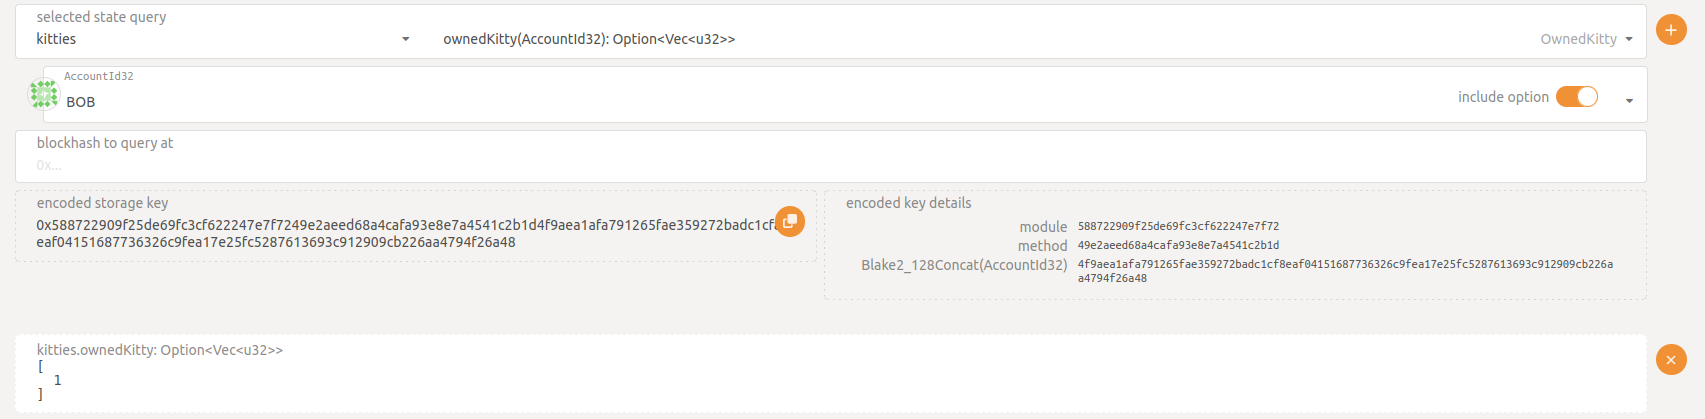 selected state query
kitties
ownedKitty(AccountId32): Option<Vec<u32>>
OwnedKitty
AccountId32
BOB
include option
blockhash to query at
0x...
encoded storage key
0x588722909f25de69fc3cf622247e7f7249e2aeed68a4cafa93e8e7a4541c2b1d4f9aea1afa791265fae359272badc1cf
eaf04151687736326c9fea17e25fc5287613693c912909cb226aa4794f26a48
encoded key details
module 588722909f25de69fc3cf622247e7f72
method 49e2aeed68a4cafa93e8e7a4541c2b1d
Blake2_128Concat(AccountId32) 4f9aea1afa791265fae359272badc1cf8eaf04151687736326c9fea17e25fc5287613693c912909cb226a
a4794f26a48
kitties.ownedKitty: Option<Vec<u32>>
[
1
]